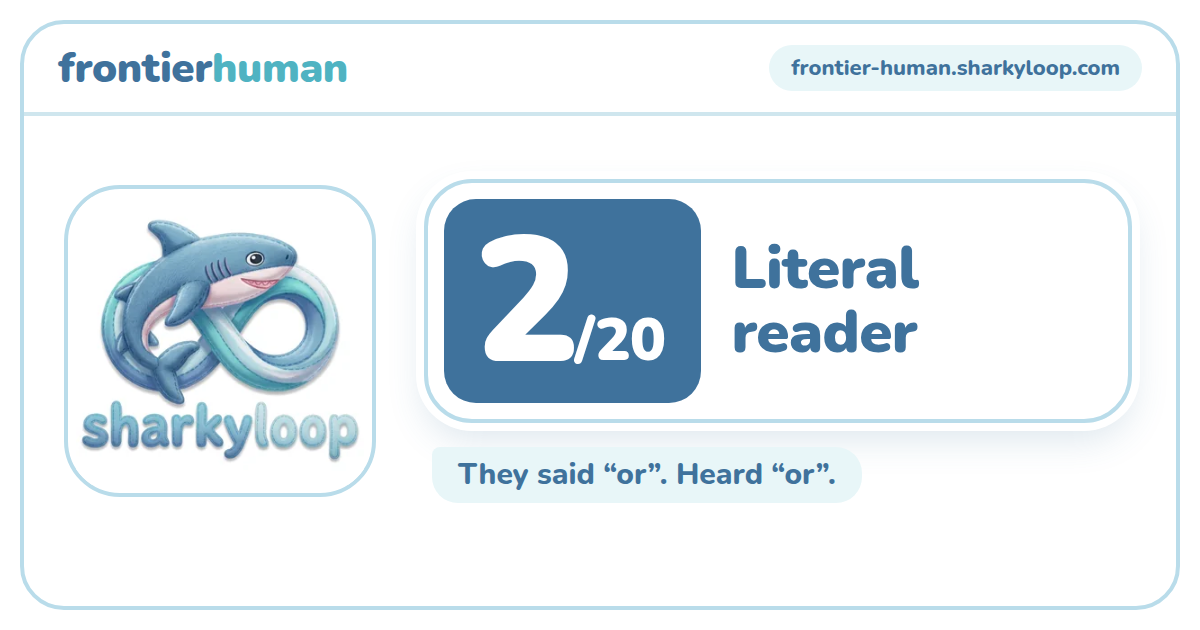 frontierhuman
frontier-human.sharkyloop.com
sharkyloop
2/20
Literal
reader
They said “or”. Heard “or”.